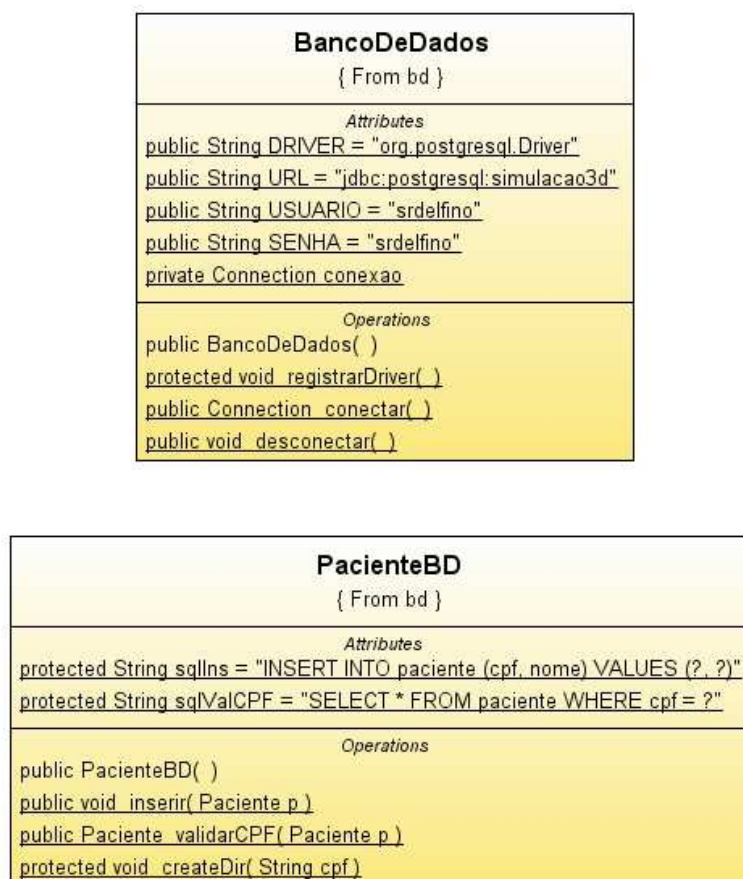 BancoDeDados
{ From bd }
Attributes
public String DRIVER = "org.postgresql.Driver"
public String URL = "jdbc:postgresql:simulacao3d"
public String USUARIO = "srdelfino"
public String SENHA = "srdelfino"
private Connection conexao
Operations
public BancoDeDados( )
protected void registrarDriver( )
public Connection conectar( )
public void desconectar( )
PacienteBD
{ From bd }
Attributes
protected String sqlIns = "INSERT INTO paciente (cpf, nome) VALUES (?, ?)"
protected String sqlValCPF = "SELECT * FROM paciente WHERE cpf = ?"
Operations
public PacienteBD( )
public void inserir( Paciente p )
public Paciente validarCPF( Paciente p )
protected void createDir( String cpf )